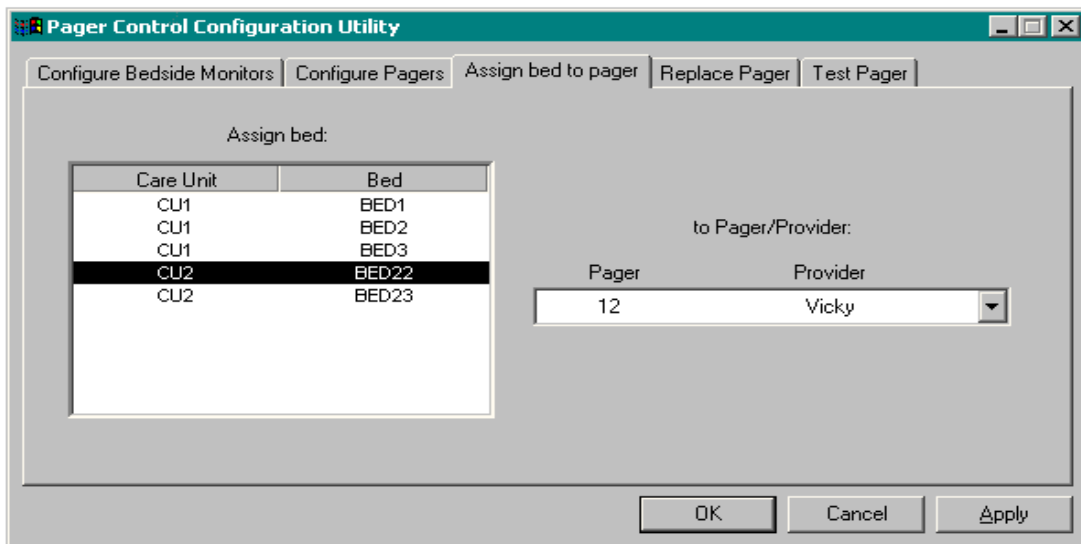 Pager Control Configuration Utility
Configure Bedside Monitors Configure Pagers Assign bed to pager Replace Pager Test Pager
Assign bed:
Care Unit Bed
CU1 BED1
CU1 BED2
CU1 BED3
CU2 BED22
CU2 BED23
to Pager/Provider:
Pager Provider
12 Vicky
OK Cancel Apply